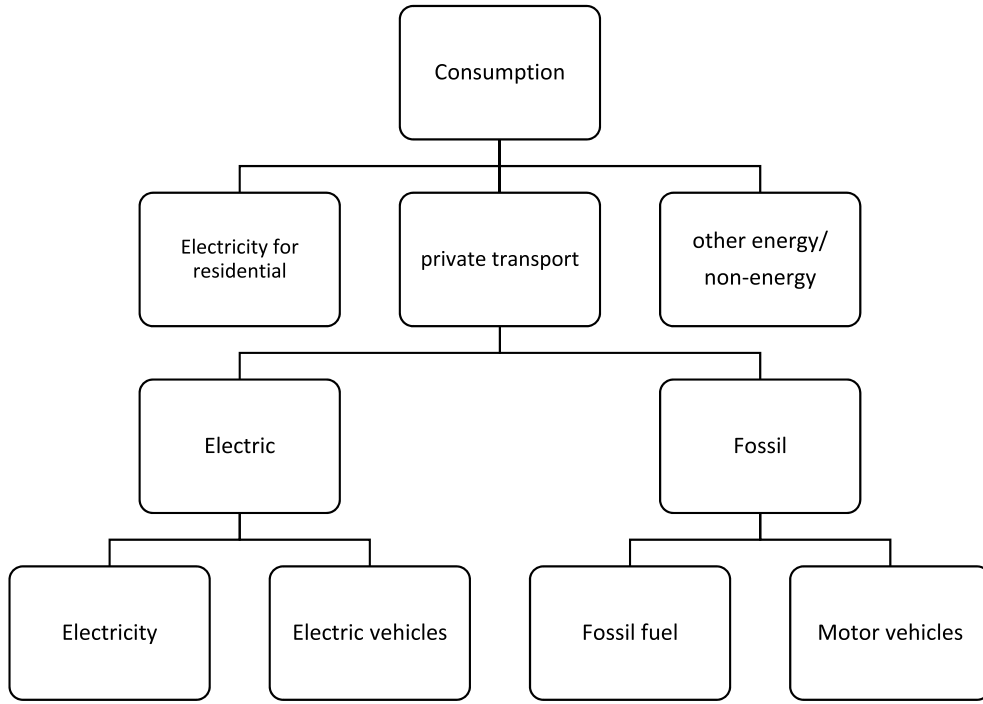 Consumption
Electricity for
residential
private transport
other energy/
non-energy
Electric
Fossil
Electricity
Electric vehicles
Fossil fuel
Motor vehicles